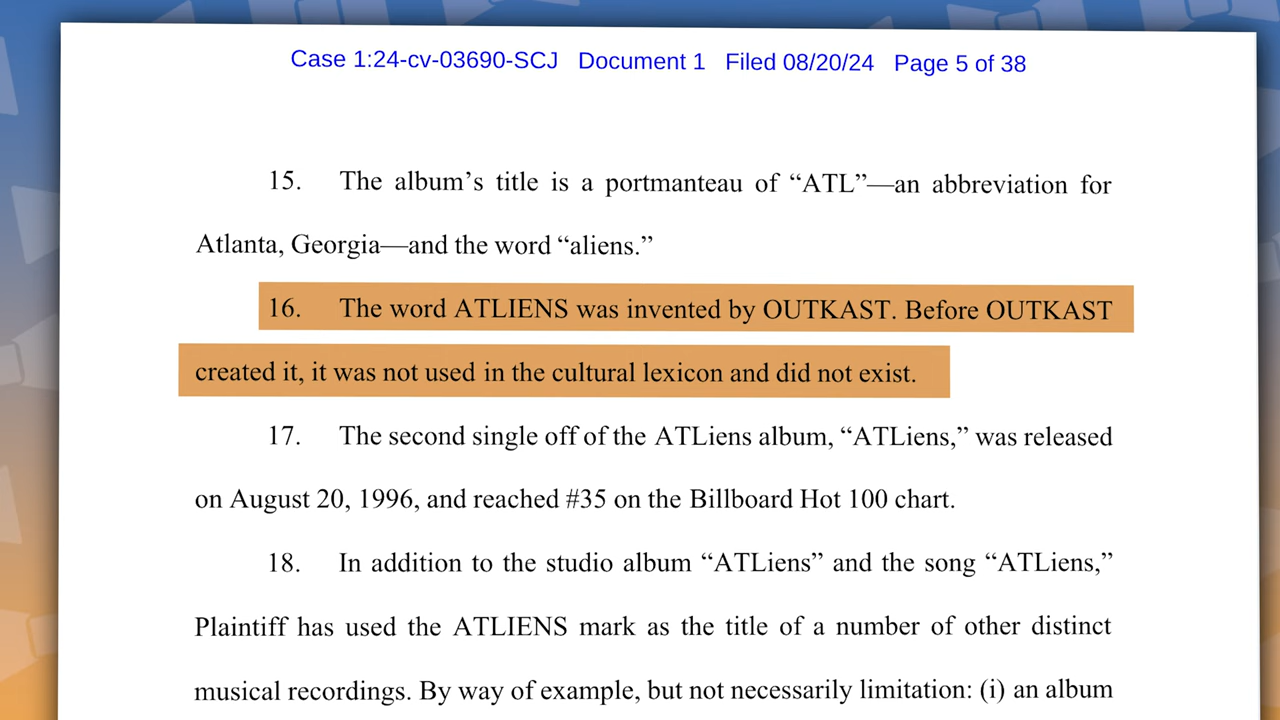 Case 1:24-cv-03690-SCJ Document 1 Filed 08/20/24 Page 5 of 38
15. The album’s title is a portmanteau of “ATL”—an abbreviation for
Atlanta, Georgia—and the word “aliens.”
16. The word ATLIENS was invented by OUTKAST. Before OUTKAST
created it, it was not used in the cultural lexicon and did not exist.
17. The second single off of the ATLiens album, “ATLiens,” was released
on August 20, 1996, and reached #35 on the Billboard Hot 100 chart.
18. In addition to the studio album “ATLiens” and the song “ATLiens,”
Plaintiff has used the ATLIENS mark as the title of a number of other distinct
musical recordings. By way of example, but not necessarily limitation: (i) an album